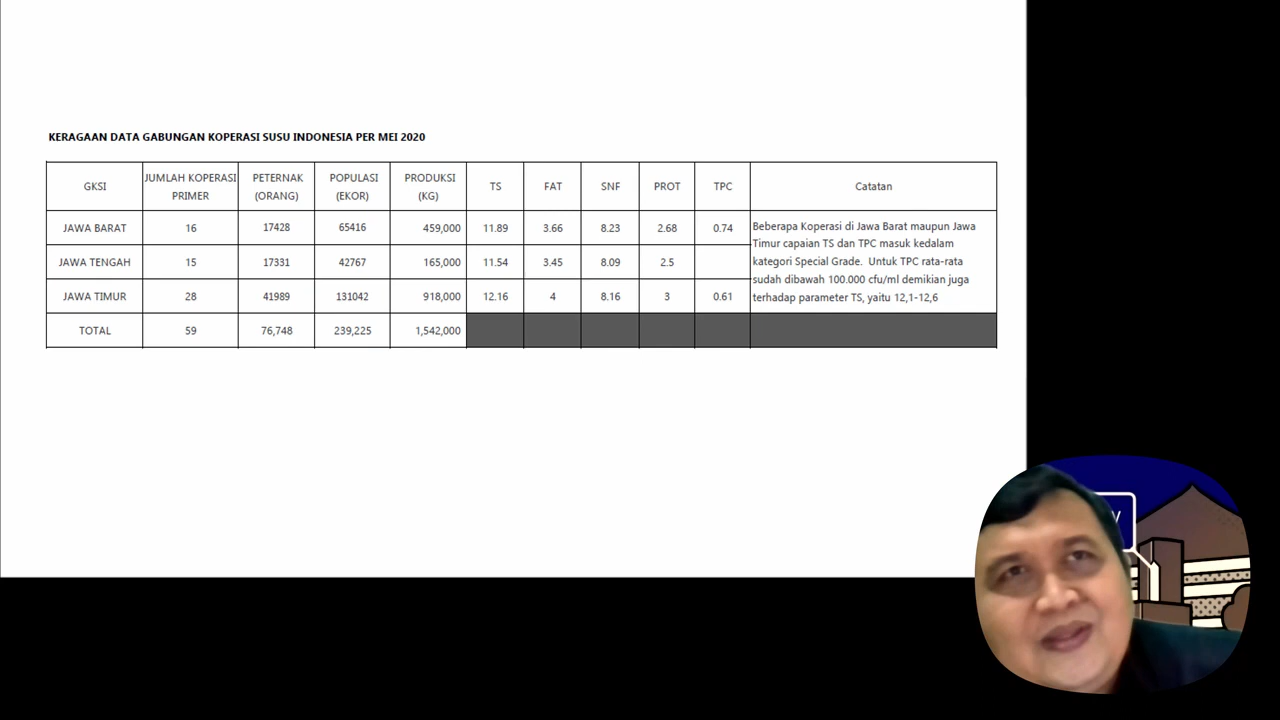 KERAGAAN DATA GABUNGAN KOPERASI SUSU INDONESIA PER MEI 2020
GKSI JUMLAH KOPERASI PRIMER PETERNAK (ORANG) POPULASI (EKOR) PRODUKSI (KG) TS FAT SNF PROT TPC Catatan
JAWA BARAT 16 17428 65416 459,000 11.89 3.66 8.23 2.68 0.74
JAWA TENGAH 15 17331 42767 165,000 11.54 3.45 8.09 2.5
JAWA TIMUR 28 41989 131042 918,000 12.16 4 8.16 3 0.61
Beberapa Koperasi di Jawa Barat maupun Jawa
Timur capaian TS dan TPC masuk kedalam
kategori Special Grade. Untuk TPC rata-rata
sudah dibawah 100.000 cfu/ml demikian juga
terhadap parameter TS, yaitu 12,1-12,6
TOTAL 59 76,748 239,225 1,542,000